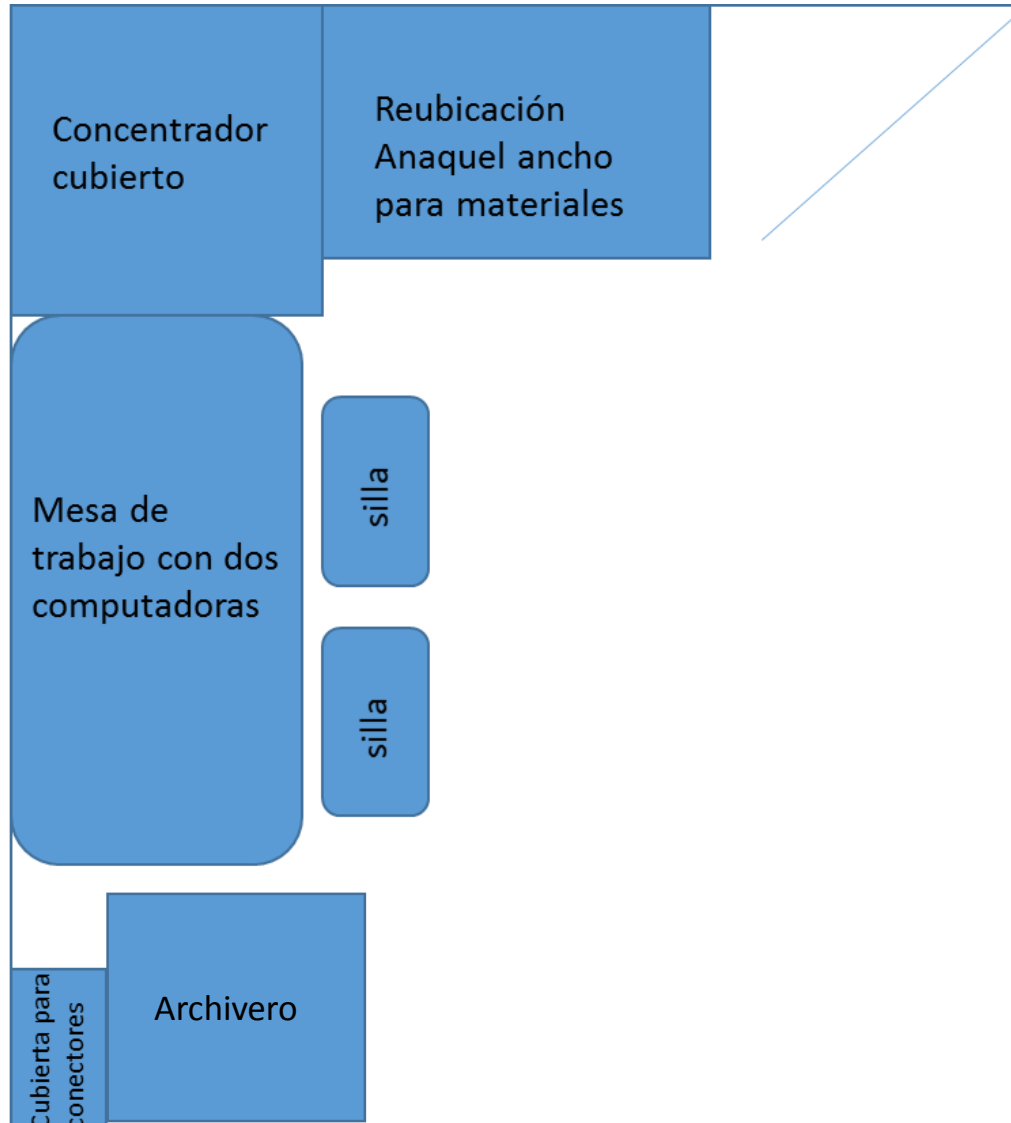 Concentrador
cubierto
Reubicación
Anaquel ancho
para materiales
Mesa de
trabajo con dos
computadoras
silla
silla
Archivero
Cubierta para
conectores